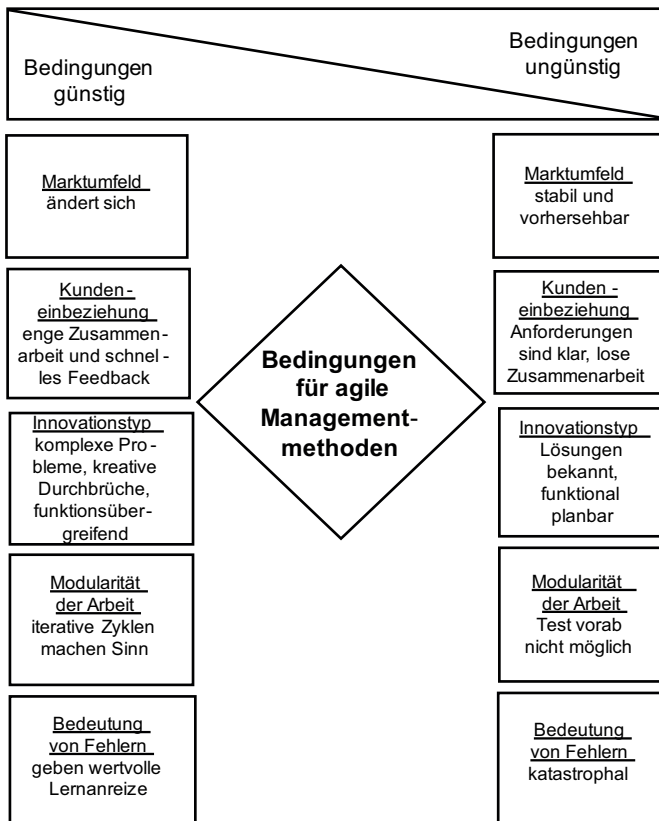 Bedingungen
günstig
Bedingungen
ungünstig
Marktumfeld
ändert sich
Kunden-
einbeziehung
enge Zusammen-
arbeit und schnel-
les Feedback
Innovationstyp
komplexe Pro-
bleme, kreative
Durchbrüche,
funktionsüber-
greifend
Modularität
der Arbeit
iterative Zyklen
machen Sinn
Bedeutung
von Fehlern
geben wertvolle
Lernanreize
Bedingungen
für agile
Management-
methoden
Marktumfeld
stabil und
vorhersehbar
Kunden-
einbeziehung
Anforderungen
sind klar, lose
Zusammenarbeit
Innovationstyp
Lösungen
bekannt,
funktional
planbar
Modularität
der Arbeit
Test vorab
nicht möglich
Bedeutung
von Fehlern
katastrophal